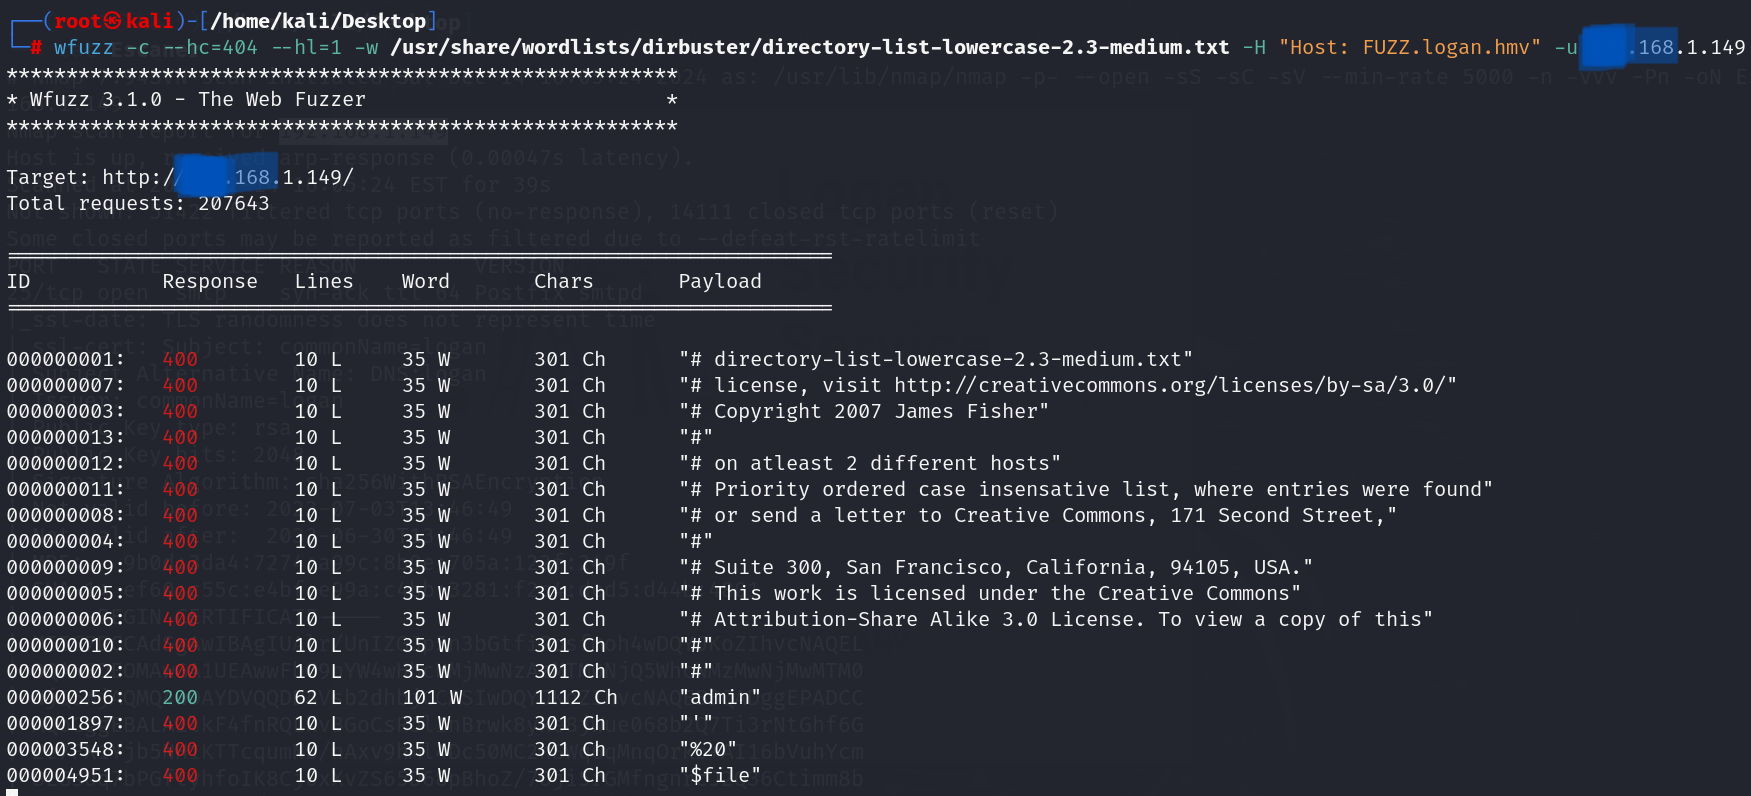 ┌──(root㉿kali)-[/home/kali/Desktop]
└─# wfuzz -c --hc=404 --hl=1 -w /usr/share/wordlists/dirbuster/directory-list-lowercase-2.3-medium.txt -H "Host: FUZZ.logan.hmv" -u .168.1.149
********************************************************
* Wfuzz 3.1.0 - The Web Fuzzer                         *
********************************************************
Target: http:// .168.1.149/
Total requests: 207643
=====================================================================
ID           Response   Lines    Word       Chars       Payload
=====================================================================
000000001:   400        10 L     35 W       301 Ch      "# directory-list-lowercase-2.3-medium.txt"
000000007:   400        10 L     35 W       301 Ch      "# license, visit http://creativecommons.org/licenses/by-sa/3.0/"
000000003:   400        10 L     35 W       301 Ch      "# Copyright 2007 James Fisher"
000000013:   400        10 L     35 W       301 Ch      "#"
000000012:   400        10 L     35 W       301 Ch      "# on atleast 2 different hosts"
000000011:   400        10 L     35 W       301 Ch      "# Priority ordered case insensative list, where entries were found"
000000008:   400        10 L     35 W       301 Ch      "# or send a letter to Creative Commons, 171 Second Street,"
000000004:   400        10 L     35 W       301 Ch      "#"
000000009:   400        10 L     35 W       301 Ch      "# Suite 300, San Francisco, California, 94105, USA."
000000005:   400        10 L     35 W       301 Ch      "# This work is licensed under the Creative Commons"
000000006:   400        10 L     35 W       301 Ch      "# Attribution-Share Alike 3.0 License. To view a copy of this"
000000010:   400        10 L     35 W       301 Ch      "#"
000000002:   400        10 L     35 W       301 Ch      "#"
000000256:   200        62 L     101 W      1112 Ch     "admin"
000001897:   400        10 L     35 W       301 Ch      "'"
000003548:   400        10 L     35 W       301 Ch      "%20"
000004951:   400        10 L     35 W       301 Ch      "$file"